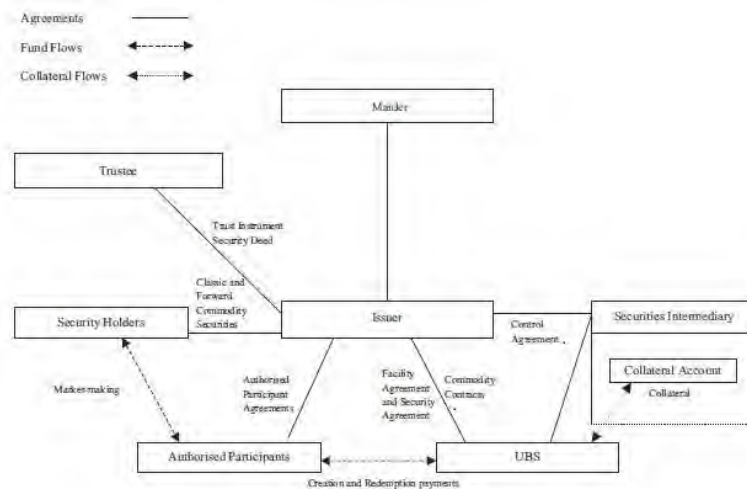 Agreements
Fund Flows
Collateral Flows
ManJer
Trustee
Trust Instrument
Security Deed
Classic and
Forward
Commodity
Securities
Security Holders
Issuer
Control
Agreement
Securities Intermediary
Collateral Account
Collateral
Market-making
Authorised
Participant
Agreements
Facility
Agreement
and Security
Agreement
Commodity
Contracts
Authorised Participants
UBS
Creation and Redemption payments